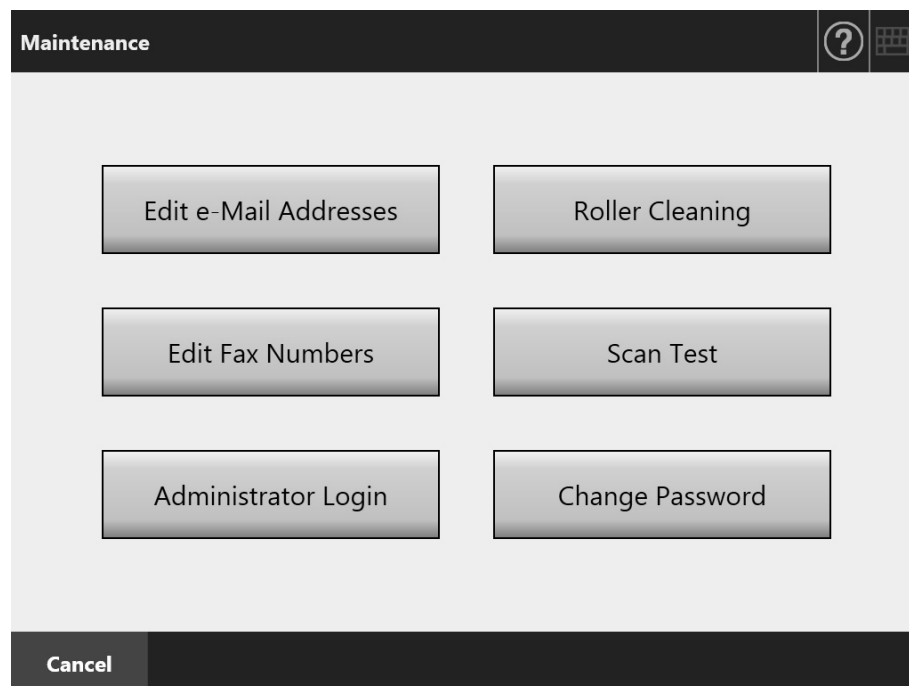 Maintenance
?
Edit e-Mail Addresses
Roller Cleaning
Edit Fax Numbers
Scan Test
Administrator Login
Change Password
Cancel